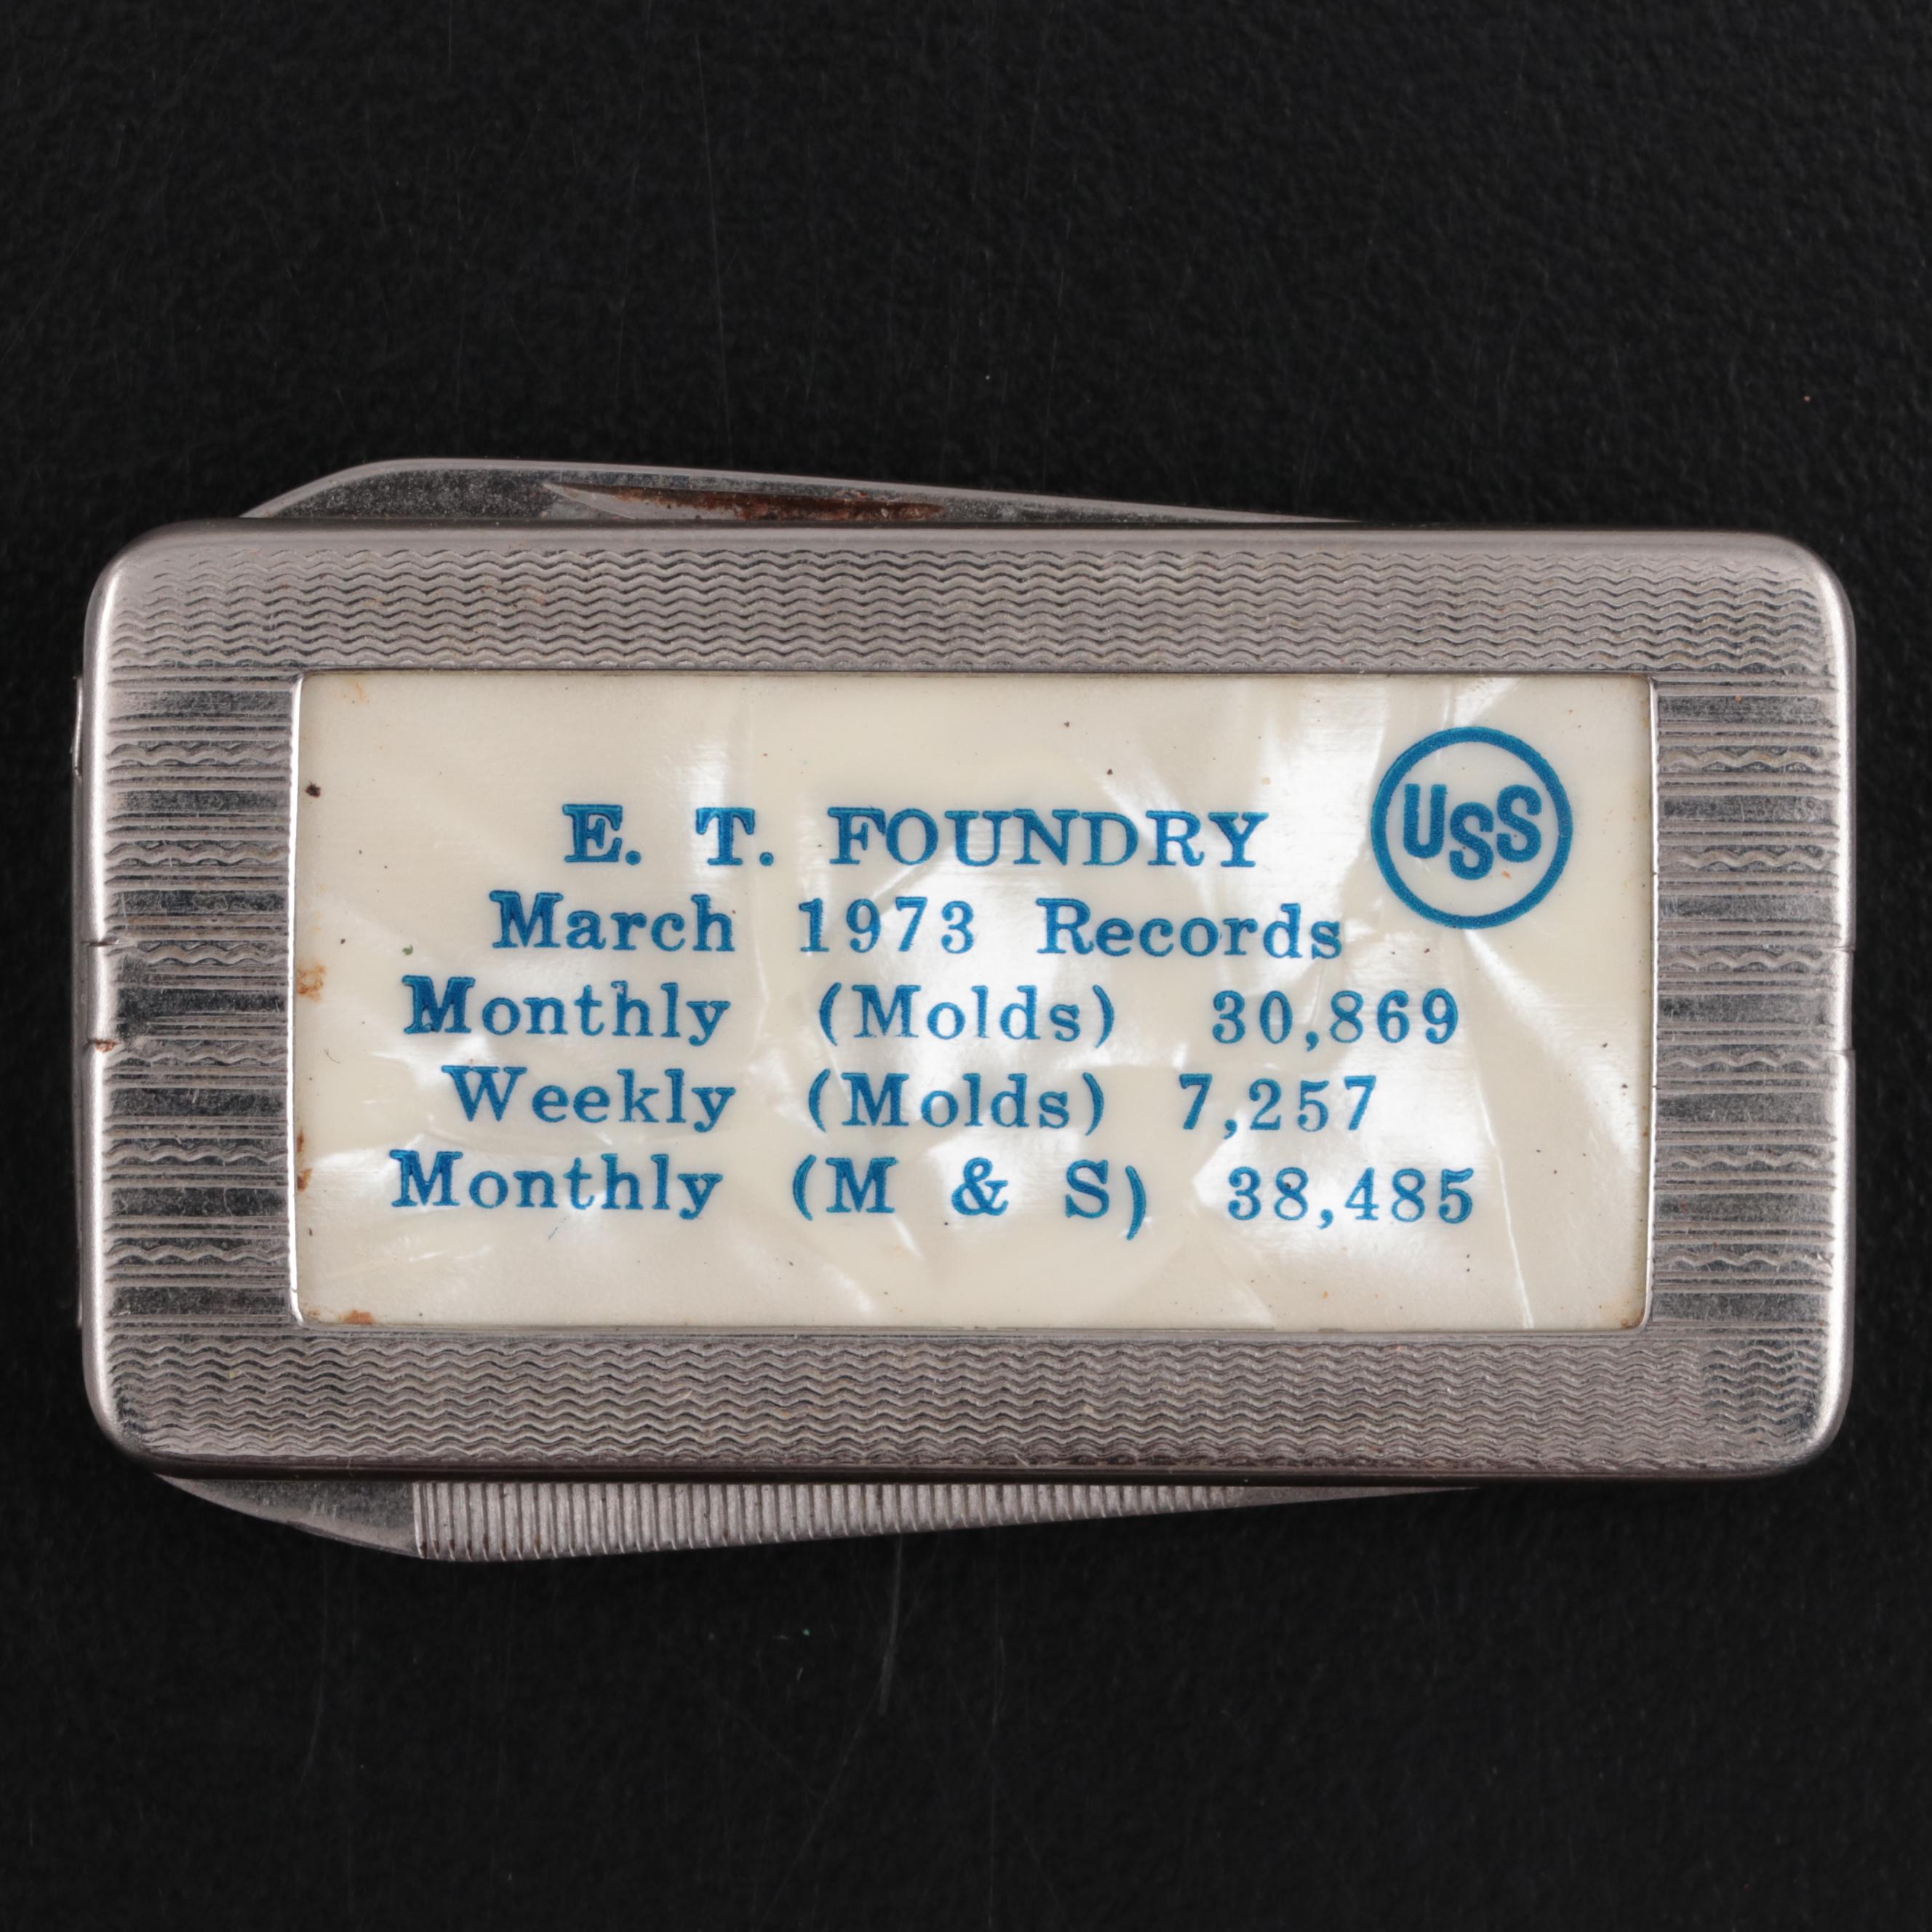 USS
E. T. FOUNDRY
March 1973 Records
Monthly (Molds) 30,869
Weekly (Molds) 7,257
Monthly (M & S) 38,485